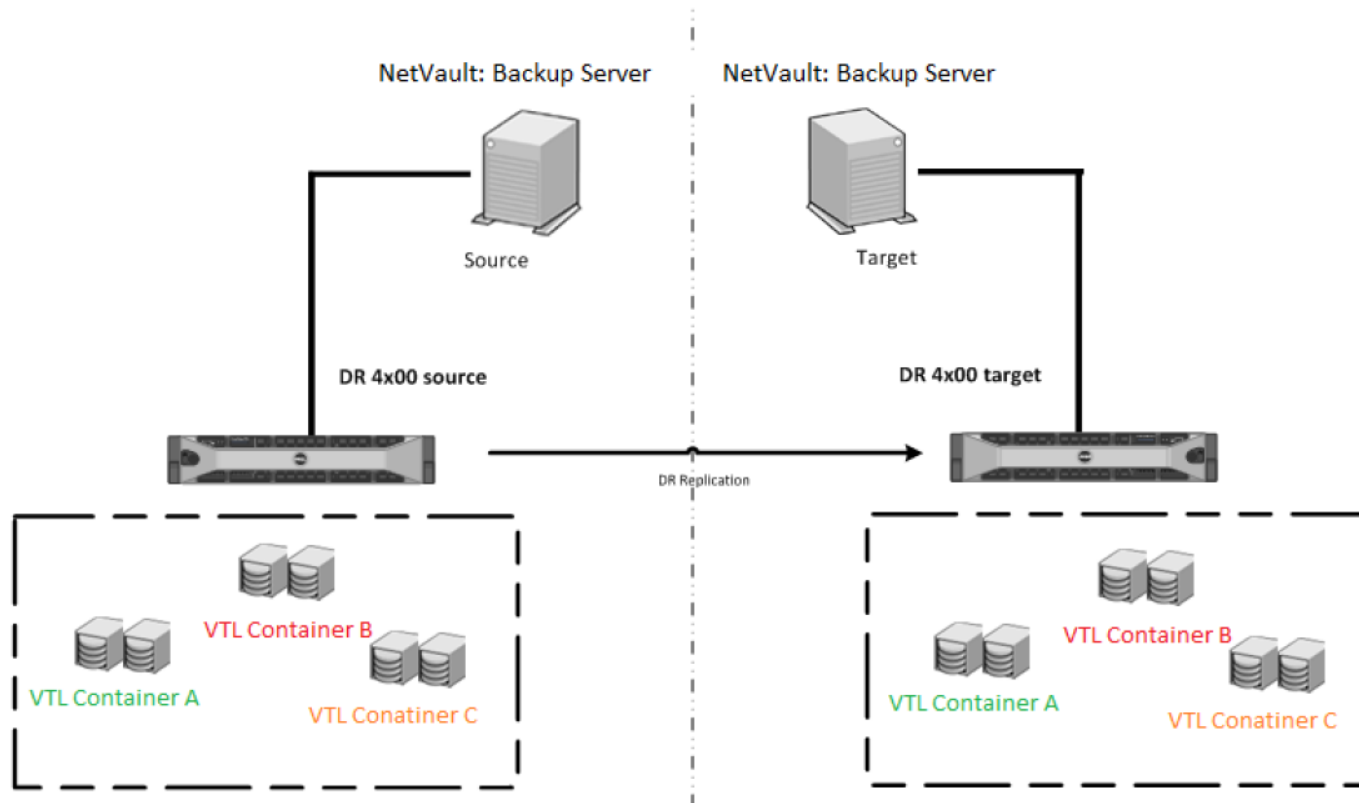 NetVault: Backup Server
NetVault: Backup Server
Source
Target
DR 4x00 source
DR 4x00 target
DR Replication
VTL Container B
VTL Container A
VTL Conatiner C
VTL Container B
VTL Container A
VTL Conatiner C